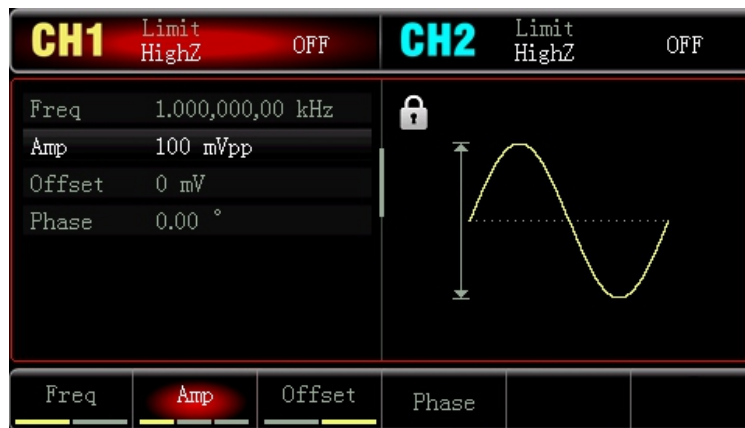 CH1 Limit HighZ OFF
CH2 Limit HighZ OFF
Freq 1.000,000,00 kHz
Amp 100 mVpp
Offset 0 mV
Phase 0.00 °
Freq Amp Offset Phase